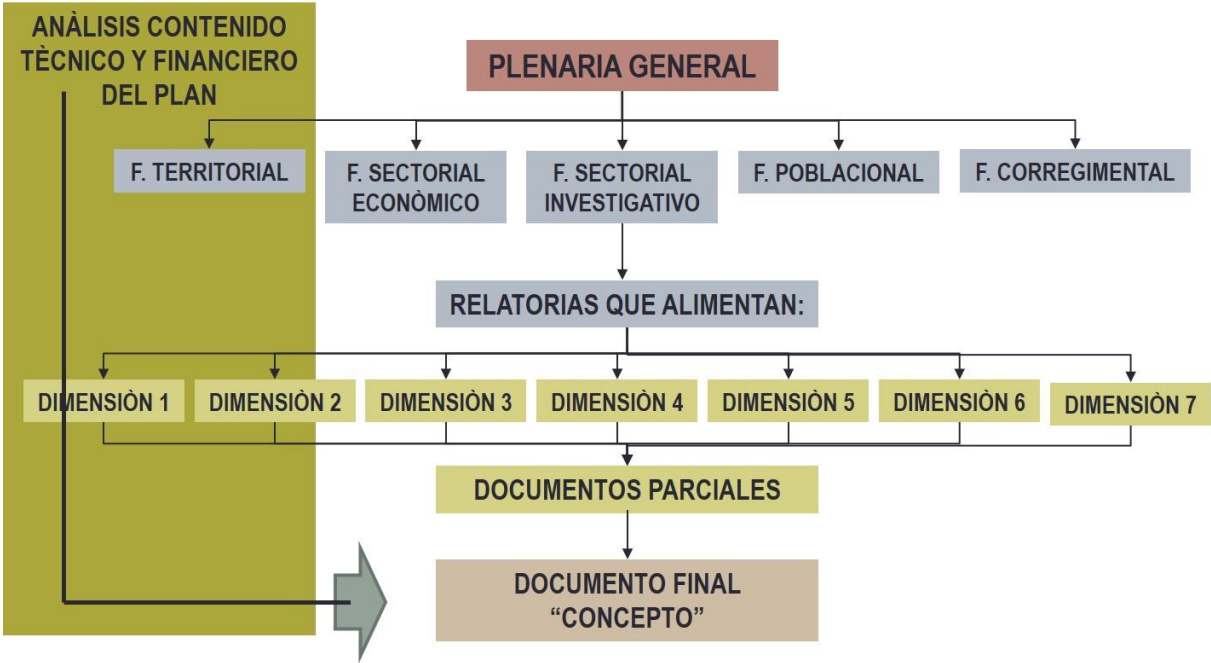 ANÀLISIS CONTENIDO
TÈCNICO Y FINANCIERO
DEL PLAN
PLENARIA GENERAL
F. TERRITORIAL
F. SECTORIAL
ECONÒMICO
F. SECTORIAL
INVESTIGATIVO
F. POBLACIONAL
F. CORREGIMENTAL
RELATORIAS QUE ALIMENTAN:
DIMENSIÒN 1
DIMENSIÒN 2
DIMENSIÒN 3
DIMENSIÒN 4
DIMENSIÒN 5
DIMENSIÒN 6
DIMENSIÒN 7
DOCUMENTOS PARCIALES
DOCUMENTO FINAL
“CONCEPTO”